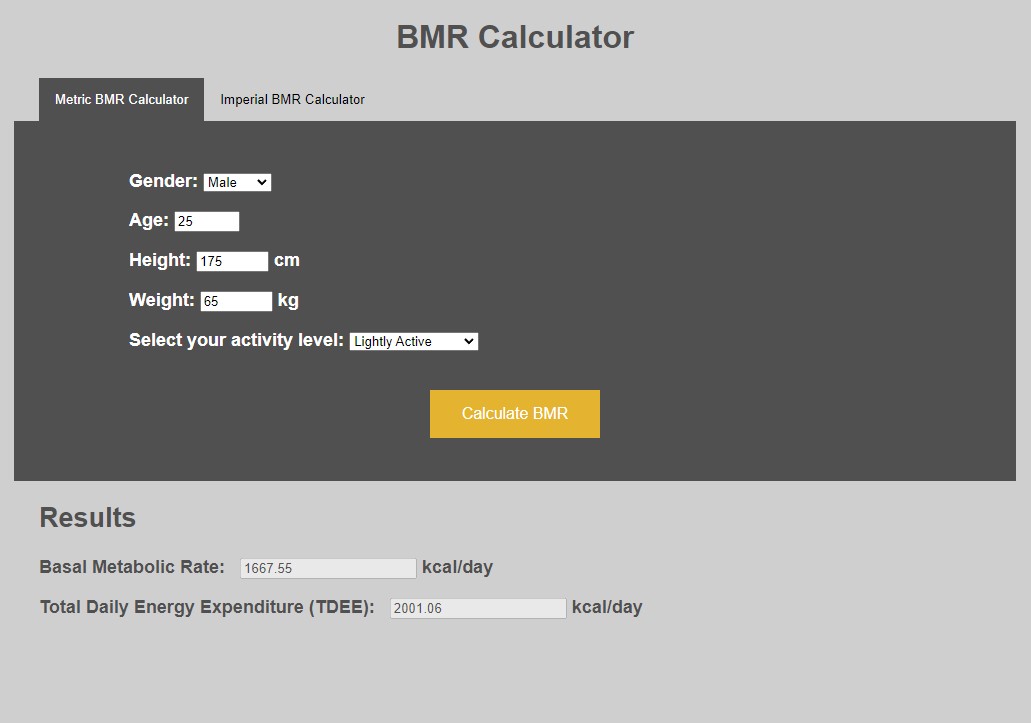 BMR Calculator
Metric BMR Calculator Imperial BMR Calculator
Gender: Male
Age: 25
Height: 175 cm
Weight: 65 kg
Select your activity level: Lightly Active
Calculate BMR
Results
Basal Metabolic Rate: 1667.55 kcal/day
Total Daily Energy Expenditure (TDEE): 2001.06 kcal/day